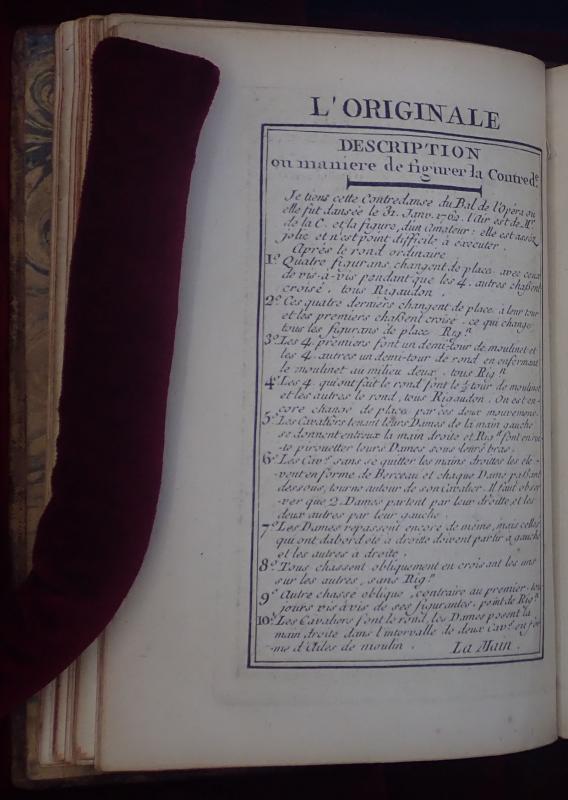 L'ORIGINALE
DESCRIPTION
ou maniere de figurer la Contred.e
Je tiens cette Contredanse du Bal de l'Opéra ou
elle fut dansée le 31. Janv. 1762. l'Air est de M.r
de la C. et la figure, d'un Amateur: elle est assez
jolie et n'est point difficile à executer.
Après le rond ordinaire
1.o Quatre figurans changent de place avec ceux
de vis-à-vis pendant que les 4. autres chassent
croisé. tous Rigaudon.
2.o Ces quatre derniers changent de place à leur tour
et les premiers chassent croisé. ce qui change
tous les figurans de place Rig.n
3.o Les 4. premiers font un demi-tour de moulinet et
les 4. autres un demi-tour de rond en enfermant
le moulinet au milieu deux. tous Rig.n
4.o Les 4. qui ont fait le rond font le ½ tour de moulinet
et les autres le rond, tous Rigaudon. On est en-
core changé de place par ces deux mouvemens.
5.o Les Cavaliers tenant leurs Dames de la main gauche
se donnent entreux la main droite et Rig.n font
pirouetter leurs Dames sous leurs bras.
6.o Les Cav.rs sans se quitter les mains droites les éle-
vent en forme de Berceau et chaque Dame passant
dessous, tourne autour de son Cavalier. Il faut obser
ver que 2. Dames partent par leur droite, et les
deux autres par leur gauche.
7.o Les Dames repassent encore de même, mais celles
qui ont dabord été à droite doivent partir à gauche
et les autres à droite.
8.o Tous chassent obliquement en croisant les uns
sur les autres, sans Rig.n
9.o Autre chassé oblique, contraire au premier. tou
jours vis à vis de ses figurantes. point de Rig.n
10.o Les Cavaliers font le rond, les Dames posent la
main droite dans l'intervalle de deux Cav.rs en for
me d'Ailes de moulin. La Main.